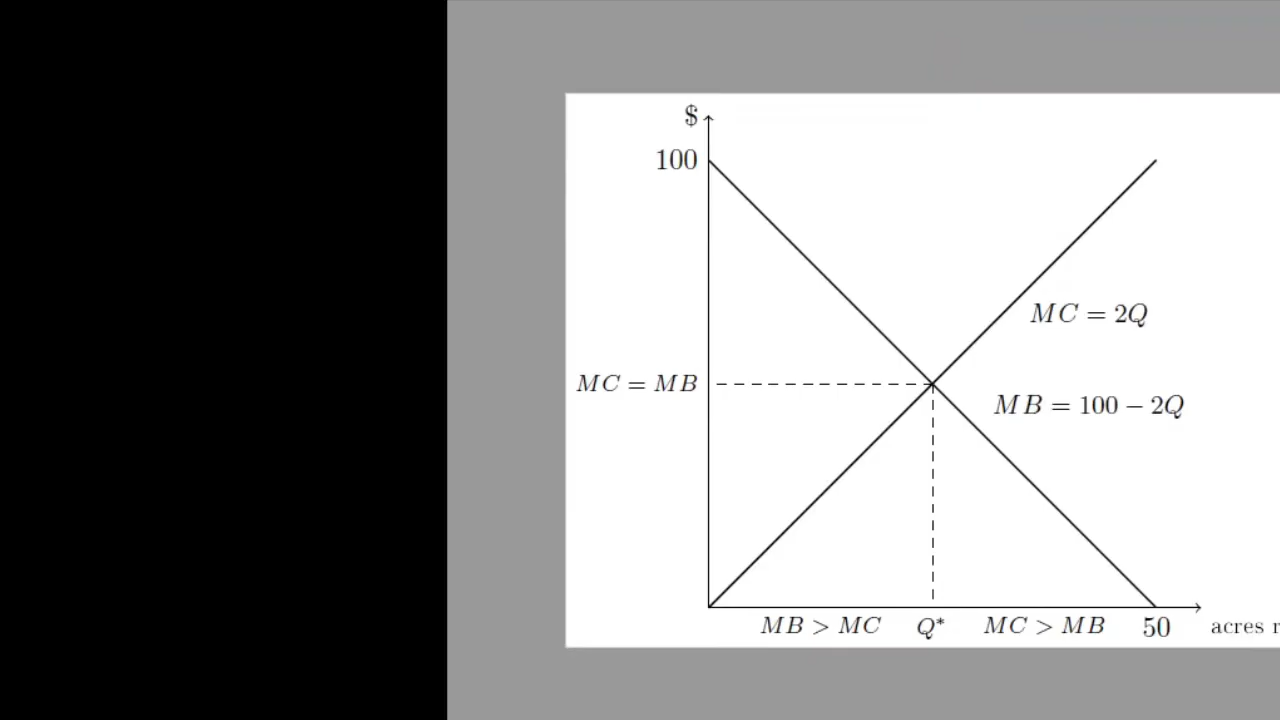 $
100
MC = 2Q
MC = MB
MB = 100 − 2Q
MB > MC
Q*
MC > MB
50
acres